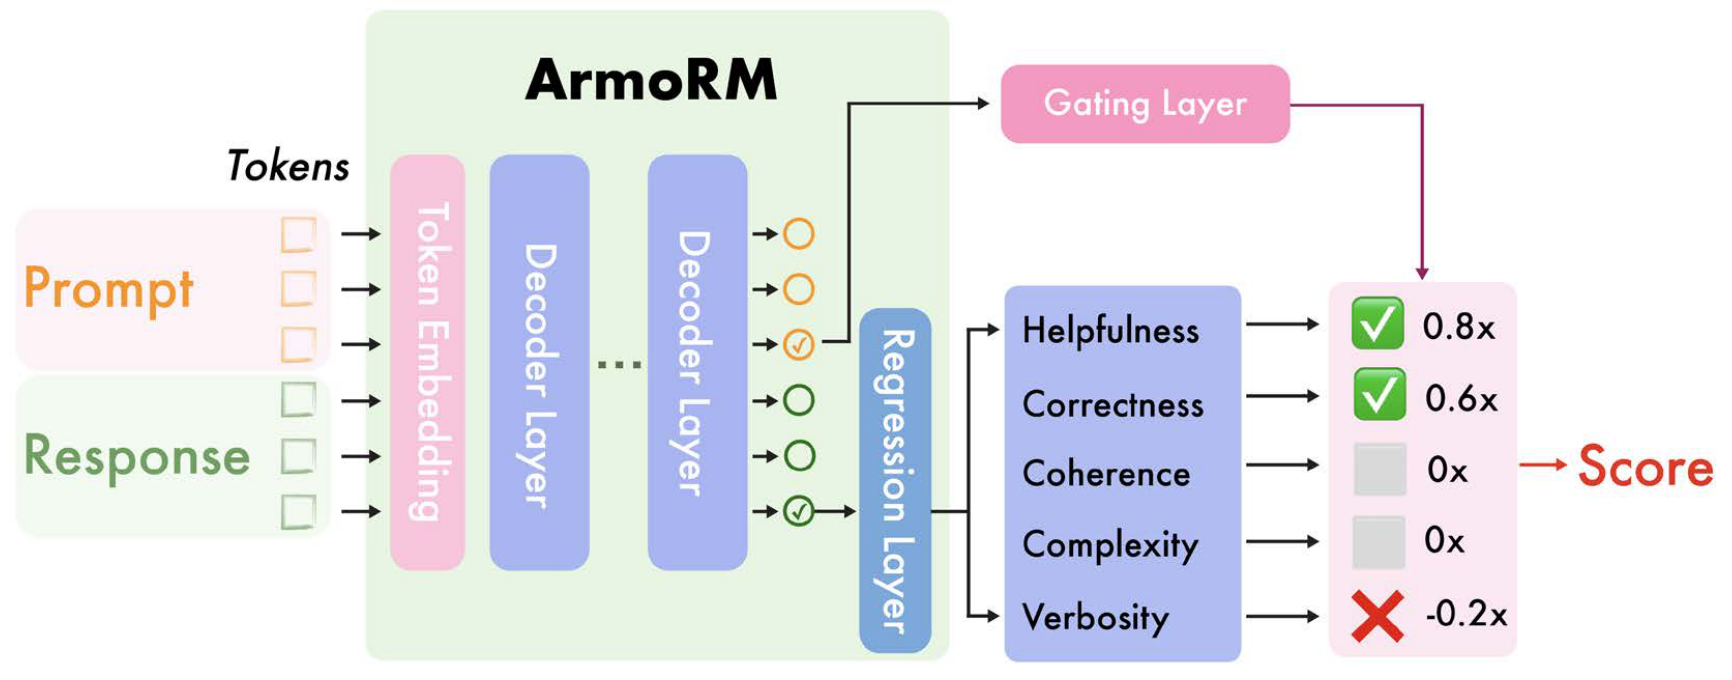 ArmoRM
Gating Layer
Tokens
Prompt
Response
Token Embedding
Decoder Layer
...
Decoder Layer
Regression Layer
Helpfulness
0.8x
Correctness
0.6x
Coherence
0x
Complexity
0x
Verbosity
-0.2x
Score